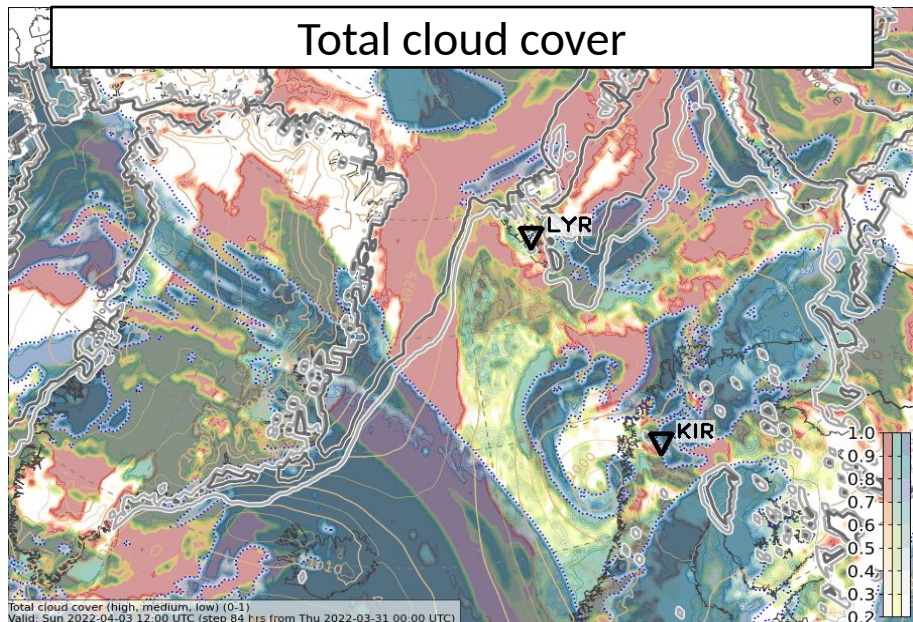 Total cloud cover
LYR
1025
KIR
1010
1.0
0.9
0.8
0.7
0.6
0.5
0.4
0.3
0.2
Total cloud cover (high, medium, low) (0-1)
Valid: Sun 2022-04-03 12:00 UTC (step 84 hrs from Thu 2022-03-31 00:00 UTC)